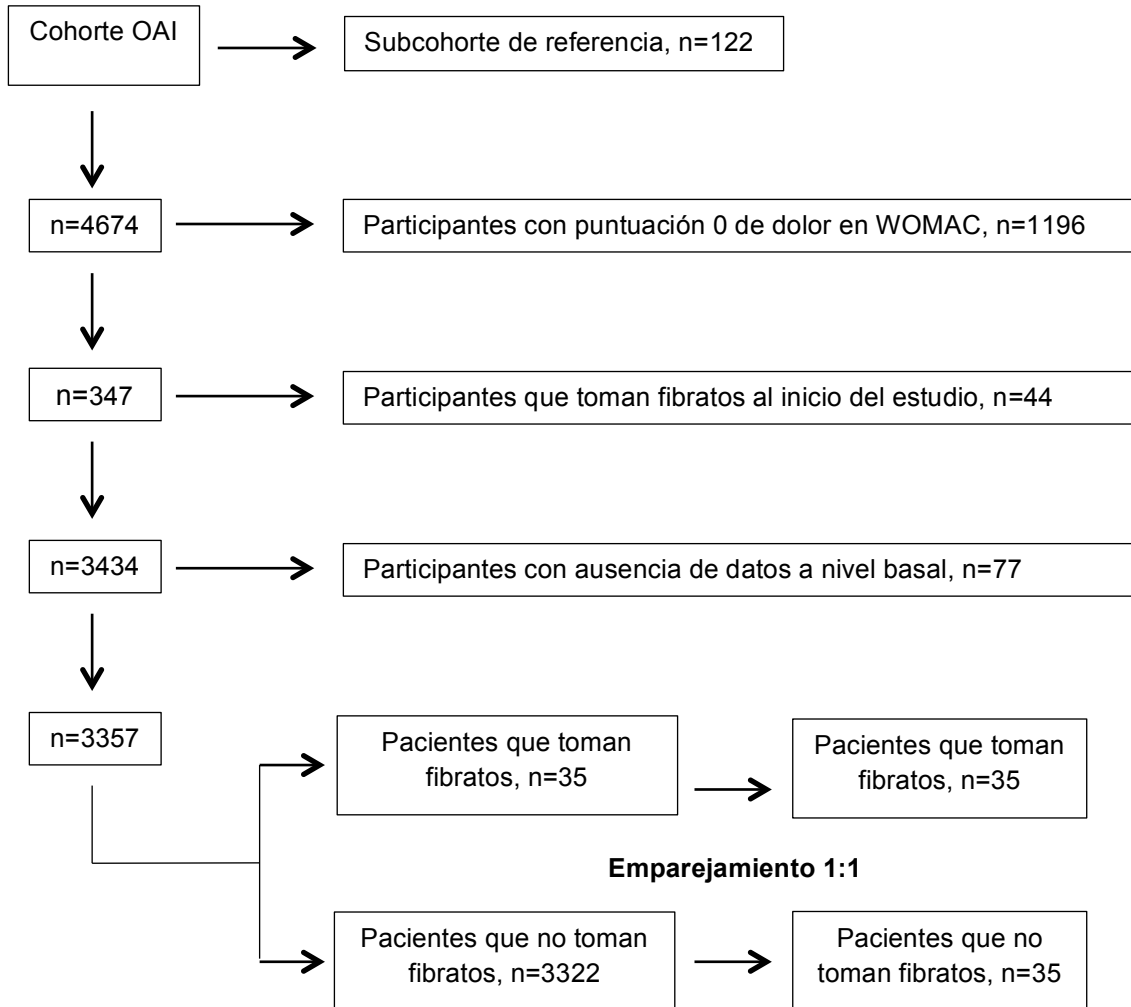 Cohorte OAI
Subcohorte de referencia, n=122
n=4674
Participantes con puntuación 0 de dolor en WOMAC, n=1196
n=347
Participantes que toman fibratos al inicio del estudio, n=44
n=3434
Participantes con ausencia de datos a nivel basal, n=77
n=3357
Pacientes que toman
fibratos, n=35
Pacientes que toman
fibratos, n=35
Emparejamiento 1:1
Pacientes que no toman
fibratos, n=3322
Pacientes que no
toman fibratos, n=35